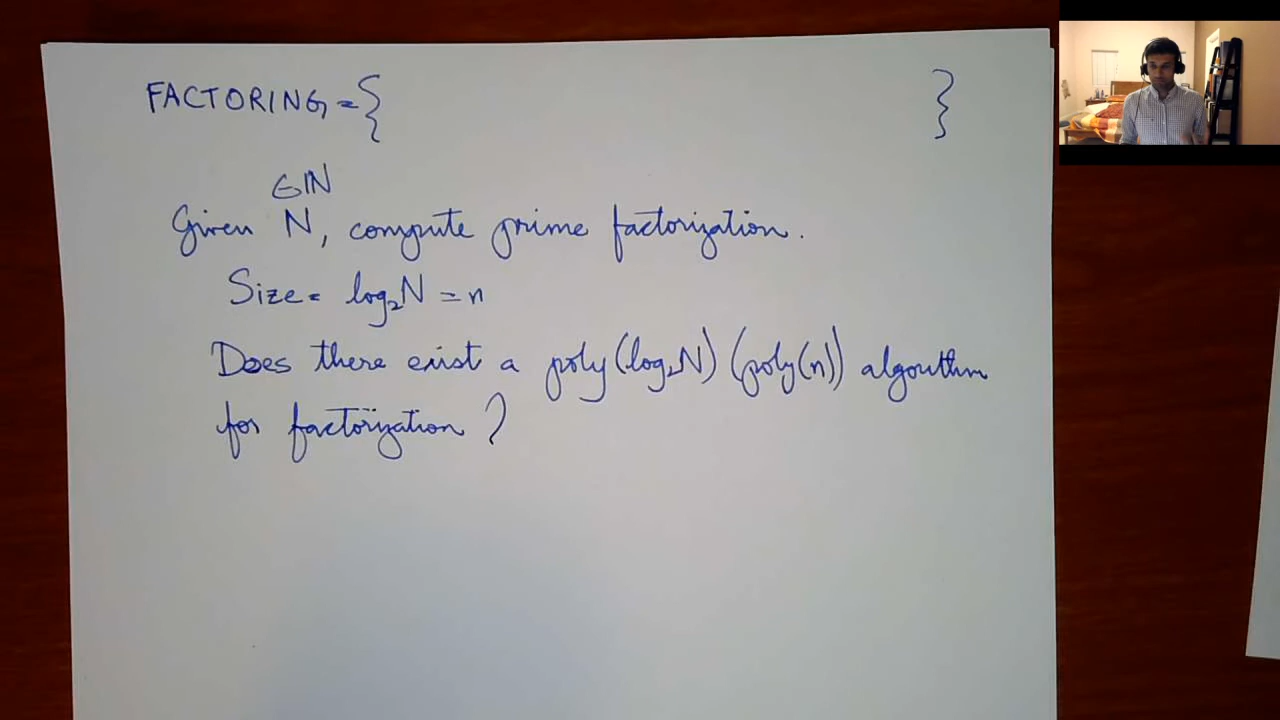 FACTORING = { }
∈ ℕ
Given N, compute prime factorization.
Size = log₂N = n
Does there exist a poly(log₂N) (poly(n)) algorithm
for factorization ?